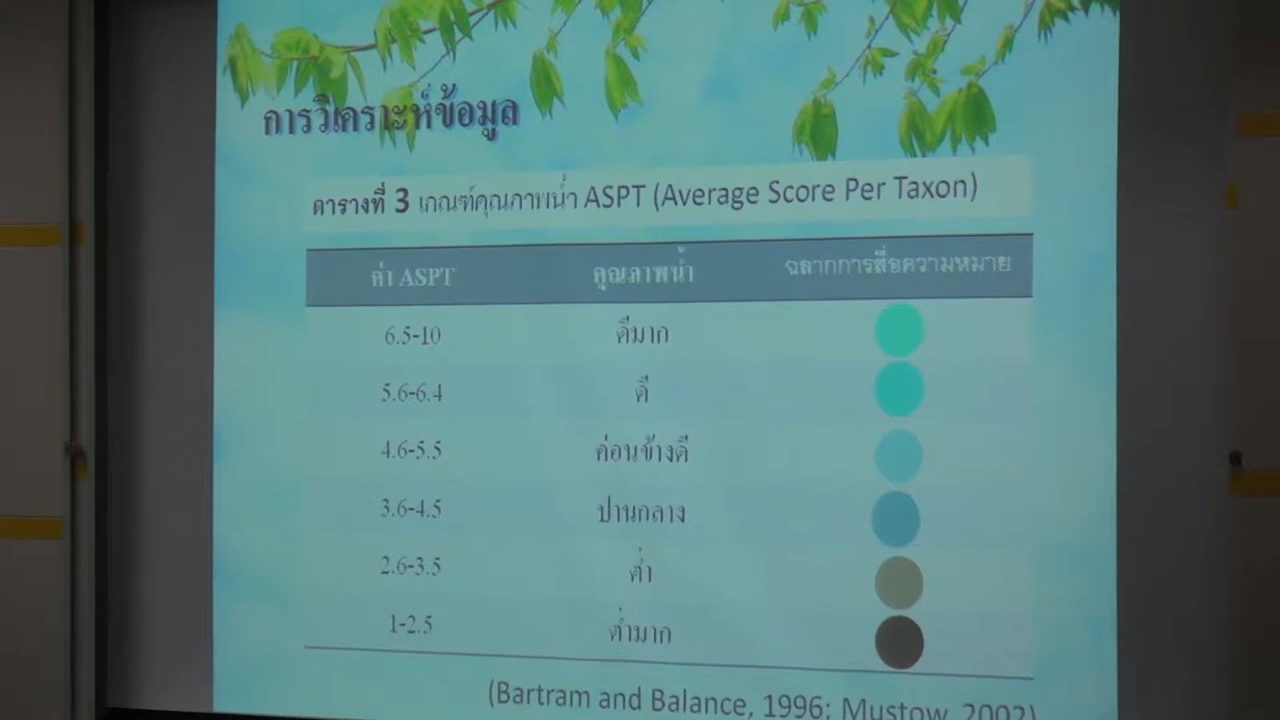 การวิเคราะห์ข้อมูล
ตารางที่ 3 เกณฑ์คุณภาพน้ำ ASPT (Average Score Per Taxon)
ค่า ASPT คุณภาพน้ำ ฉลากการสื่อความหมาย
6.5-10 ดีมาก
5.6-6.4 ดี
4.6-5.5 ค่อนข้างดี
3.6-4.5 ปานกลาง
2.6-3.5 ต่ำ
1-2.5 ต่ำมาก
(Bartram and Balance, 1996; Mustow, 2002)